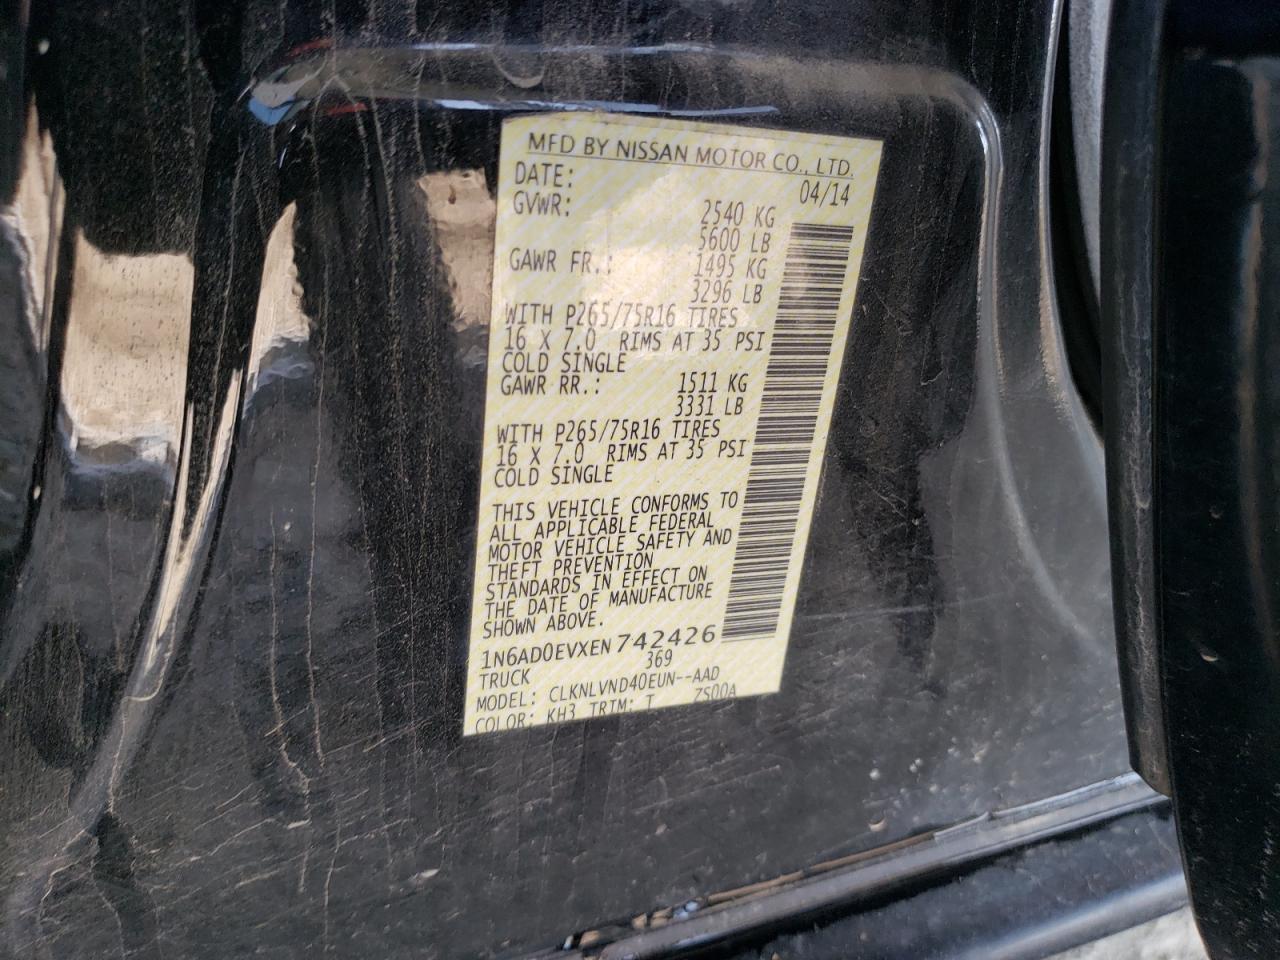 MFD BY NISSAN MOTOR CO., LTD.
DATE: 04/14
GVWR: 2540 KG
5600 LB
GAWR FR.: 1495 KG
3296 LB
WITH P265/75R16 TIRES
16 X 7.0 RIMS AT 35 PSI
COLD SINGLE
GAWR RR.: 1511 KG
3331 LB
WITH P265/75R16 TIRES
16 X 7.0 RIMS AT 35 PSI
COLD SINGLE
THIS VEHICLE CONFORMS TO
ALL APPLICABLE FEDERAL
MOTOR VEHICLE SAFETY AND
THEFT PREVENTION
STANDARDS IN EFFECT ON
THE DATE OF MANUFACTURE
SHOWN ABOVE.
1N6AD0EVXEN742426
TRUCK 369
MODEL: CLKNLVND40EUN--AAD
COLOR: KH3 TRIM: T ZS00A